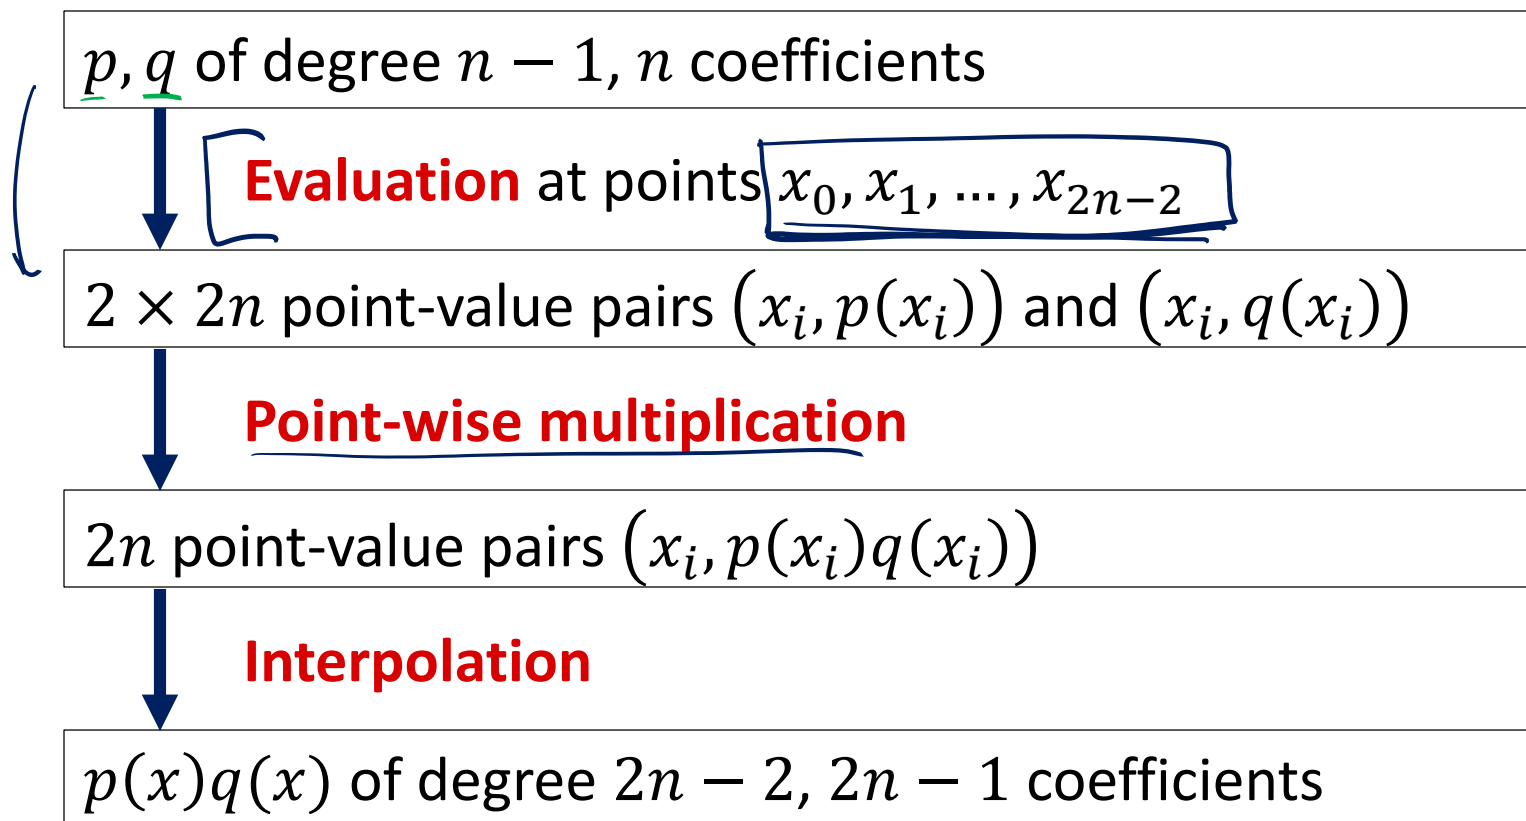 p, q of degree n − 1, n coefficients
Evaluation at points x₀, x₁, … , x₂ₙ₋₂
2 × 2n point-value pairs (xᵢ, p(xᵢ)) and (xᵢ, q(xᵢ))
Point-wise multiplication
2n point-value pairs (xᵢ, p(xᵢ)q(xᵢ))
Interpolation
p(x)q(x) of degree 2n − 2, 2n − 1 coefficients